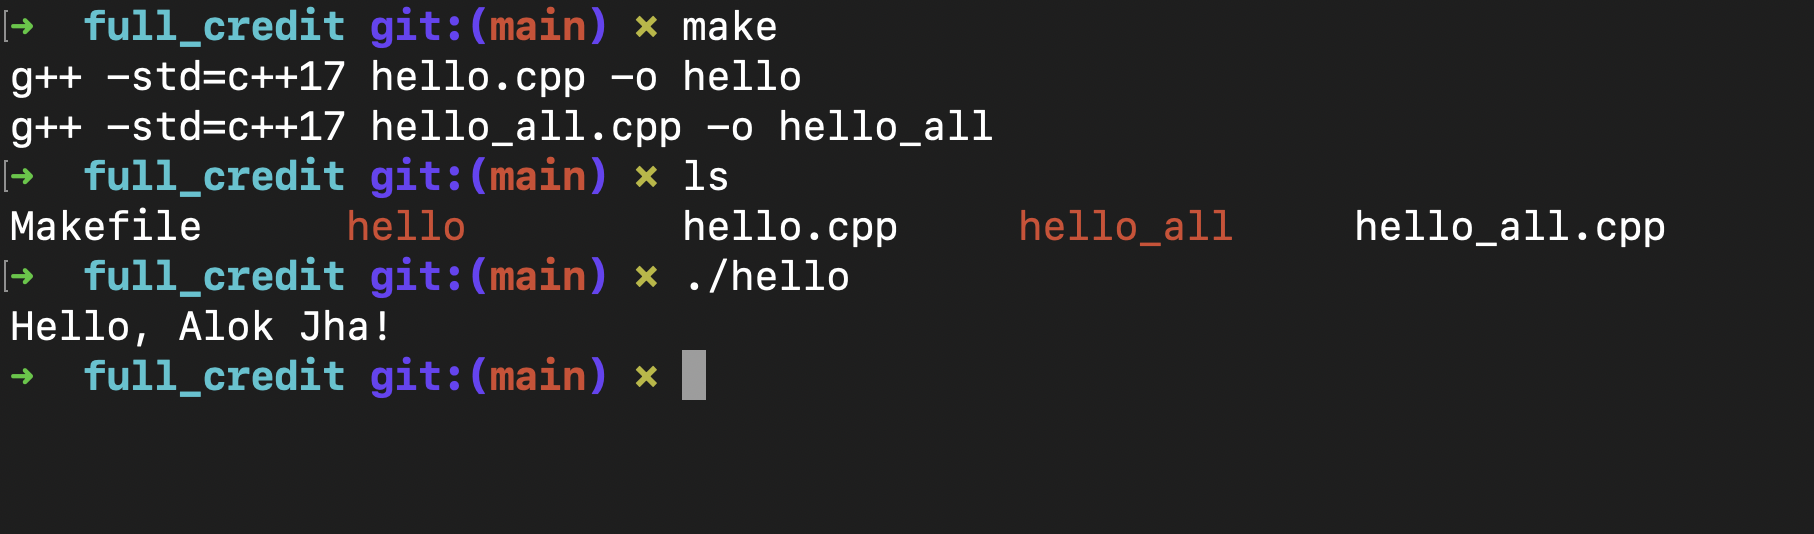 ➜  full_credit git:(main) ✗ make
g++ -std=c++17 hello.cpp -o hello
g++ -std=c++17 hello_all.cpp -o hello_all
➜  full_credit git:(main) ✗ ls
Makefile      hello         hello.cpp     hello_all     hello_all.cpp
➜  full_credit git:(main) ✗ ./hello
Hello, Alok Jha!
➜  full_credit git:(main) ✗